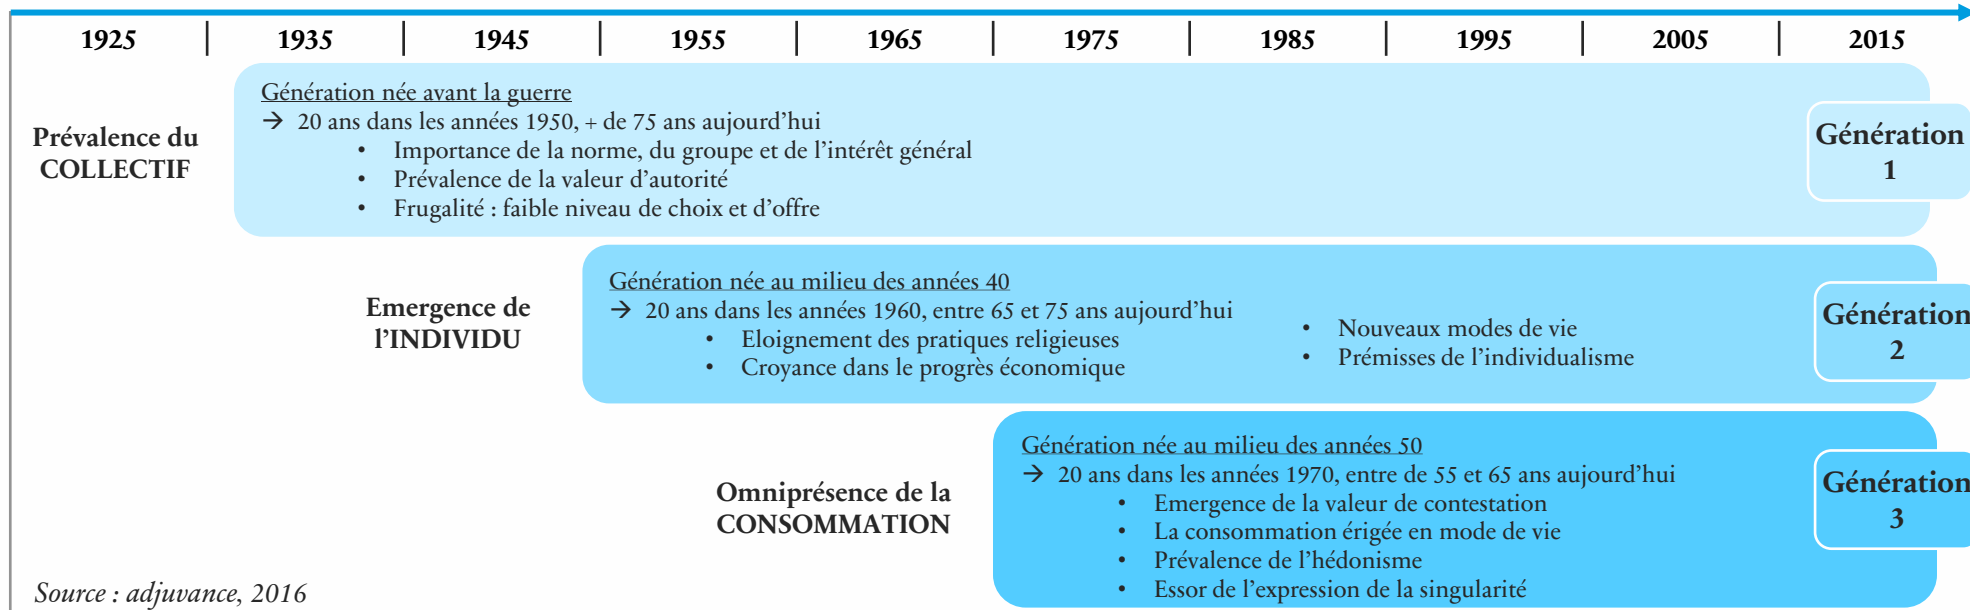 1925 | 1935 | 1945 | 1955 | 1965 | 1975 | 1985 | 1995 | 2005 | 2015
Prévalence du
COLLECTIF
Génération née avant la guerre
→ 20 ans dans les années 1950, + de 75 ans aujourd’hui
• Importance de la norme, du groupe et de l’intérêt général
• Prévalence de la valeur d’autorité
• Frugalité : faible niveau de choix et d’offre
Génération
1
Emergence de
l’INDIVIDU
Génération née au milieu des années 40
→ 20 ans dans les années 1960, entre 65 et 75 ans aujourd’hui
• Eloignement des pratiques religieuses
• Croyance dans le progrès économique
• Nouveaux modes de vie
• Prémisses de l’individualisme
Génération
2
Omniprésence de la
CONSOMMATION
Génération née au milieu des années 50
→ 20 ans dans les années 1970, entre de 55 et 65 ans aujourd’hui
• Emergence de la valeur de contestation
• La consommation érigée en mode de vie
• Prévalence de l’hédonisme
• Essor de l’expression de la singularité
Génération
3
Source : adjuvance, 2016